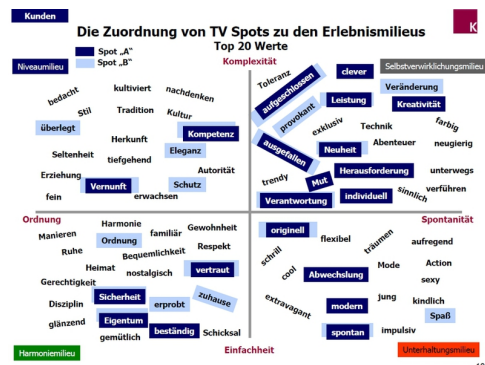 Kunden
Die Zuordnung von TV Spots zu den Erlebnismilieus
Top 20 Werte
K
Spot „A"
Spot „B"
Niveaumilieu
Komplexität
Selbstverwirklichungsmilieu
bedacht
kultiviert
nachdenken
Stil
Tradition
Kultur
überlegt
Kompetenz
Herkunft
Eleganz
Seltenheit
tiefgehend
Autorität
Erziehung
Vernunft
Schutz
fein
erwachsen
Toleranz
clever
aufgeschlossen
Veränderung
Leistung
Kreativität
provokant
exklusiv
Technik
farbig
ausgefallen
Neuheit
Abenteuer
neugierig
Herausforderung
unterwegs
trendy
Mut
sinnlich
verführen
Verantwortung
individuell
Ordnung
Spontanität
Harmonie
Manieren
Ordnung
familiär
Gewohnheit
Ruhe
Bequemlichkeit
Respekt
Heimat
nostalgisch
vertraut
Gerechtigkeit
Sicherheit
Disziplin
erprobt
zuhause
glänzend
Eigentum
gemütlich
beständig
Schicksal
originell
flexibel
träumen
aufregend
schrill
cool
Abwechslung
Mode
Action
sexy
extravagant
modern
jung
kindlich
Spaß
spontan
impulsiv
Harmoniemilieu
Einfachheit
Unterhaltungsmilieu